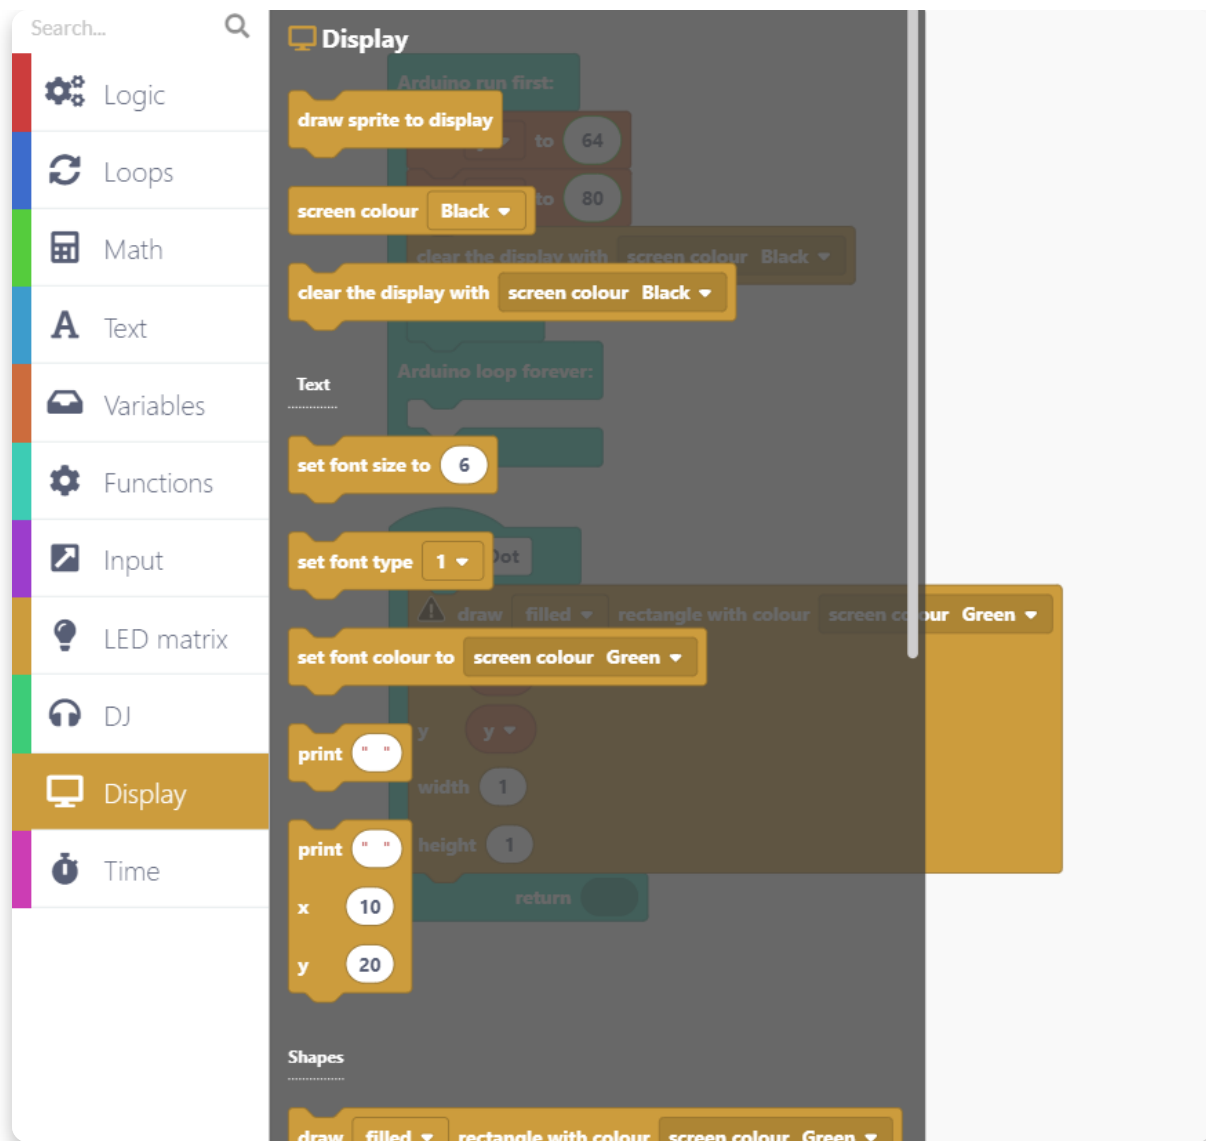 Search...
Logic
Loops
Math
Text
Variables
Functions
Input
LED matrix
DJ
Display
Time
Display
draw sprite to display
screen colour Black
clear the display with screen colour Black
Text
set font size to 6
set font type 1
set font colour to screen colour Green
print " "
print " "
x 10
y 20
Shapes
draw filled rectangle with colour screen colour Green
Arduino run first:
to 64
to 80
clear the display with screen colour Black
Arduino loop forever:
Dot
draw filled rectangle with colour screen colour Green
y y
width 1
height 1
return